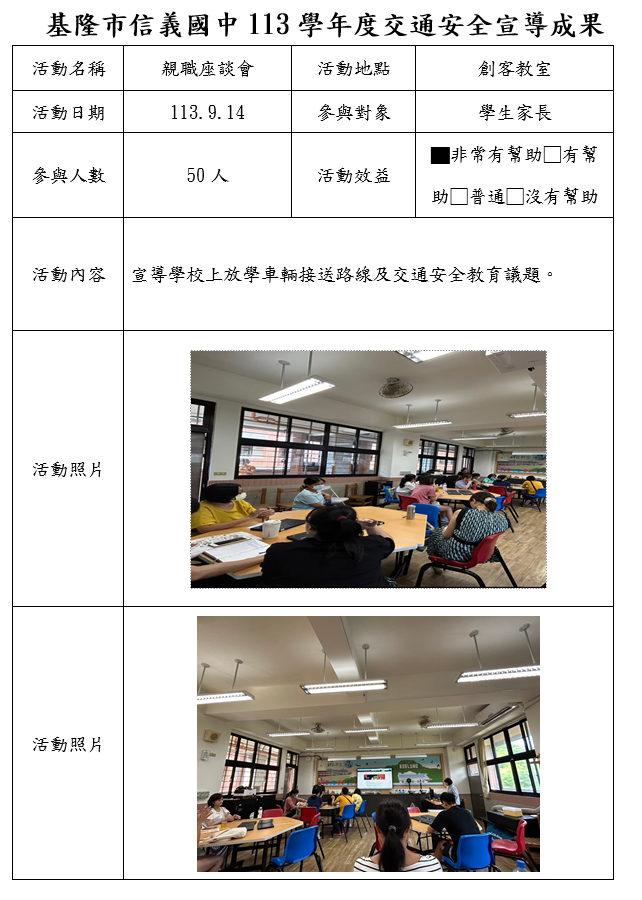 基隆市信義國中 113 學年度交通安全宣導成果
活動名稱 親職座談會 活動地點 創客教室
活動日期 113.9.14 參與對象 學生家長
參與人數 50 人 活動效益 ■非常有幫助□有幫
助□普通□沒有幫助
活動內容 宣導學校上放學車輛接送路線及交通安全教育議題。
活動照片
活動照片
KEELUNG